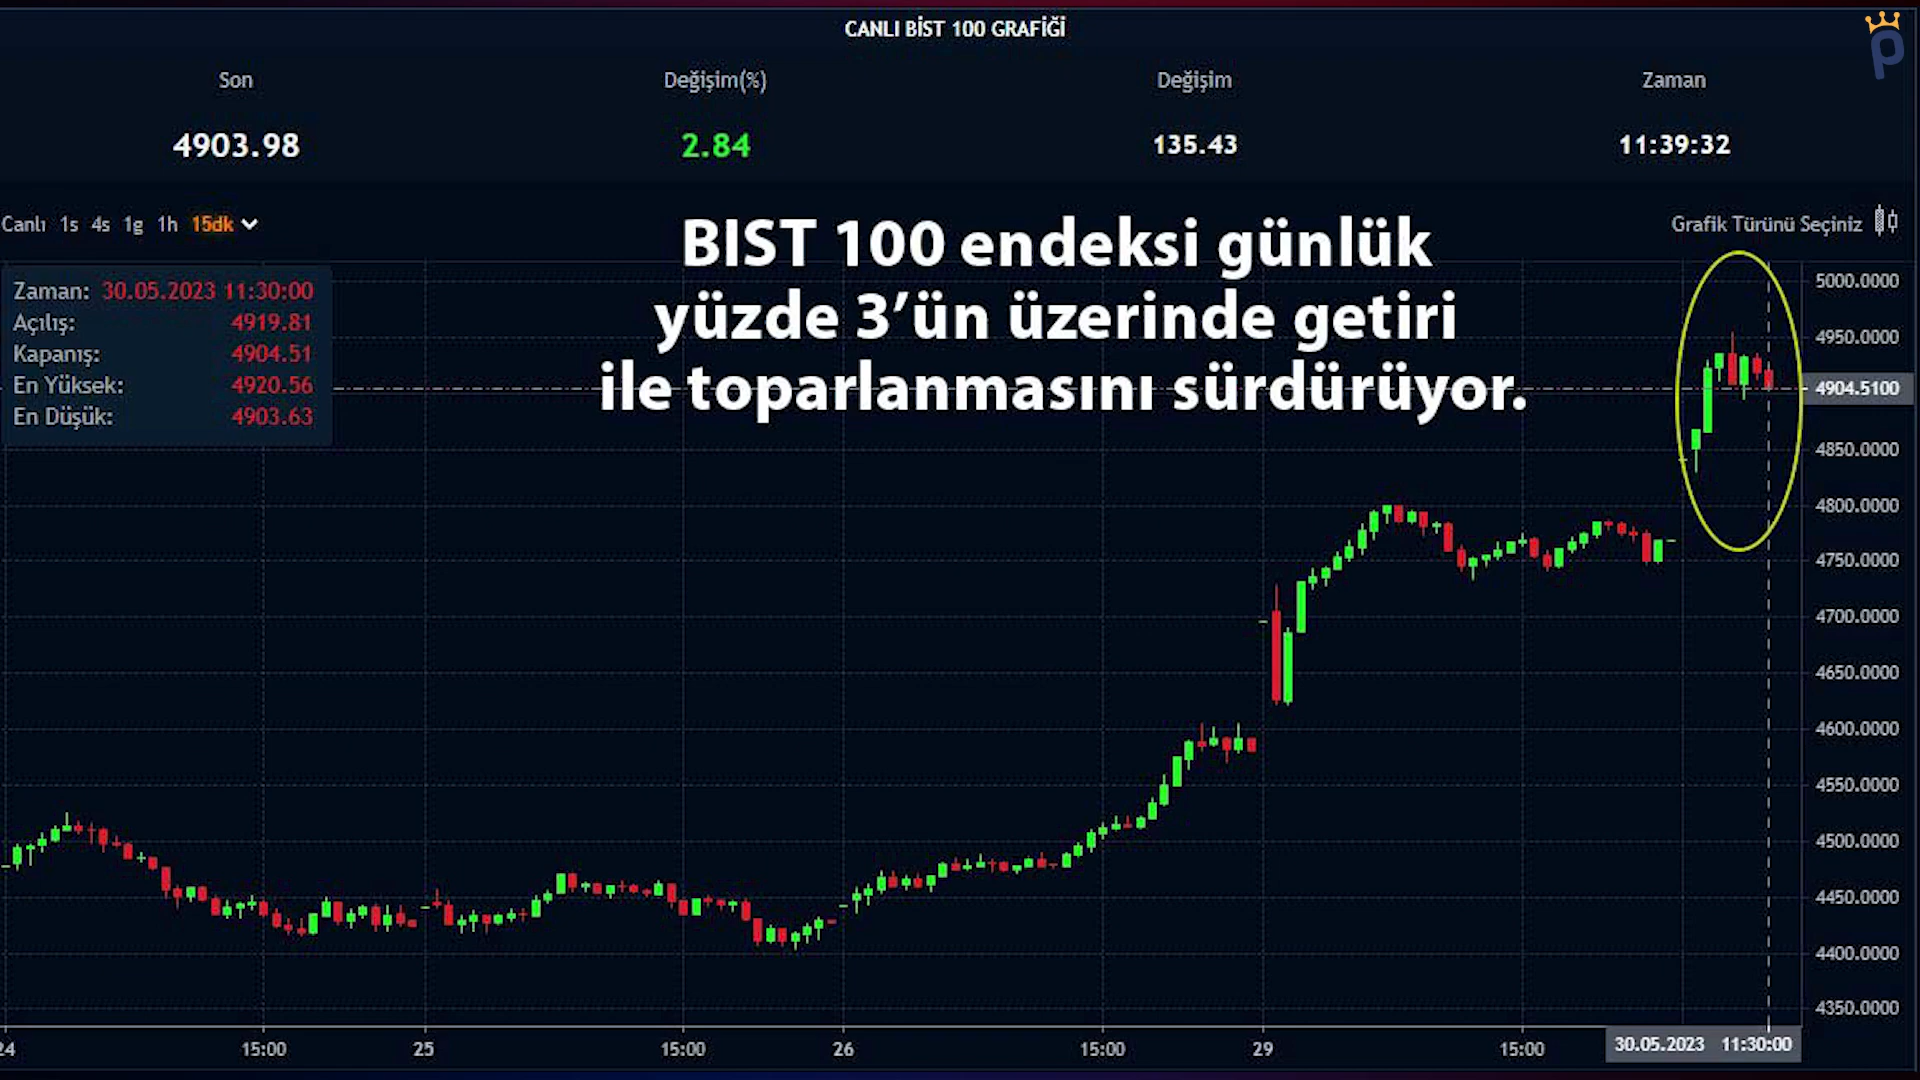 CANLI BİST 100 GRAFİĞİ
p
Son Değişim(%) Değişim Zaman
4903.98 2.84 135.43 11:39:32
Canlı 1s 4s 1g 1h 15dk
Grafik Türünü Seçiniz
BIST 100 endeksi günlük
yüzde 3’ün üzerinde getiri
ile toparlanmasını sürdürüyor.
Zaman: 30.05.2023 11:30:00
Açılış: 4919.81
Kapanış: 4904.51
En Yüksek: 4920.56
En Düşük: 4903.63
5000.0000
4950.0000
4904.5100
4850.0000
4800.0000
4750.0000
4700.0000
4650.0000
4600.0000
4550.0000
4500.0000
4450.0000
4400.0000
4350.0000
24 15:00 25 15:00 26 15:00 29 15:00 30.05.2023 11:30:00